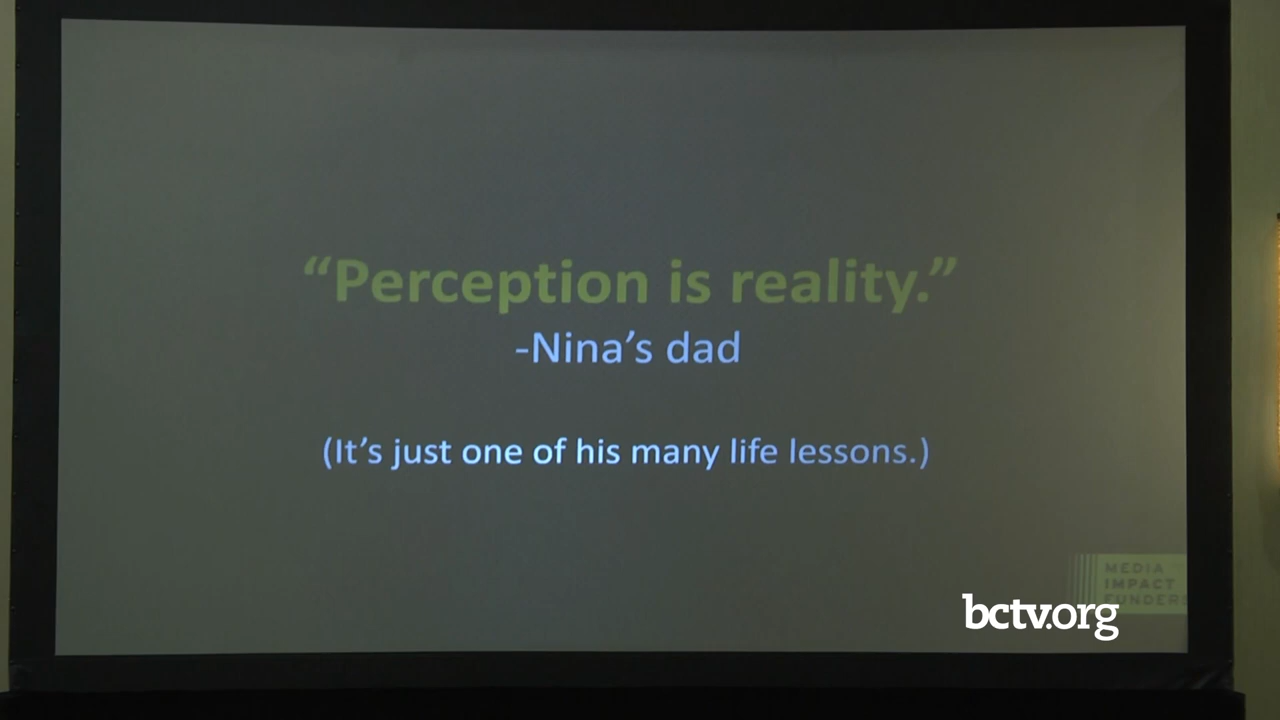 “Perception is reality.”
-Nina’s dad
(It’s just one of his many life lessons.)
MEDIA
IMPACT
FUNDERS
bctv.org